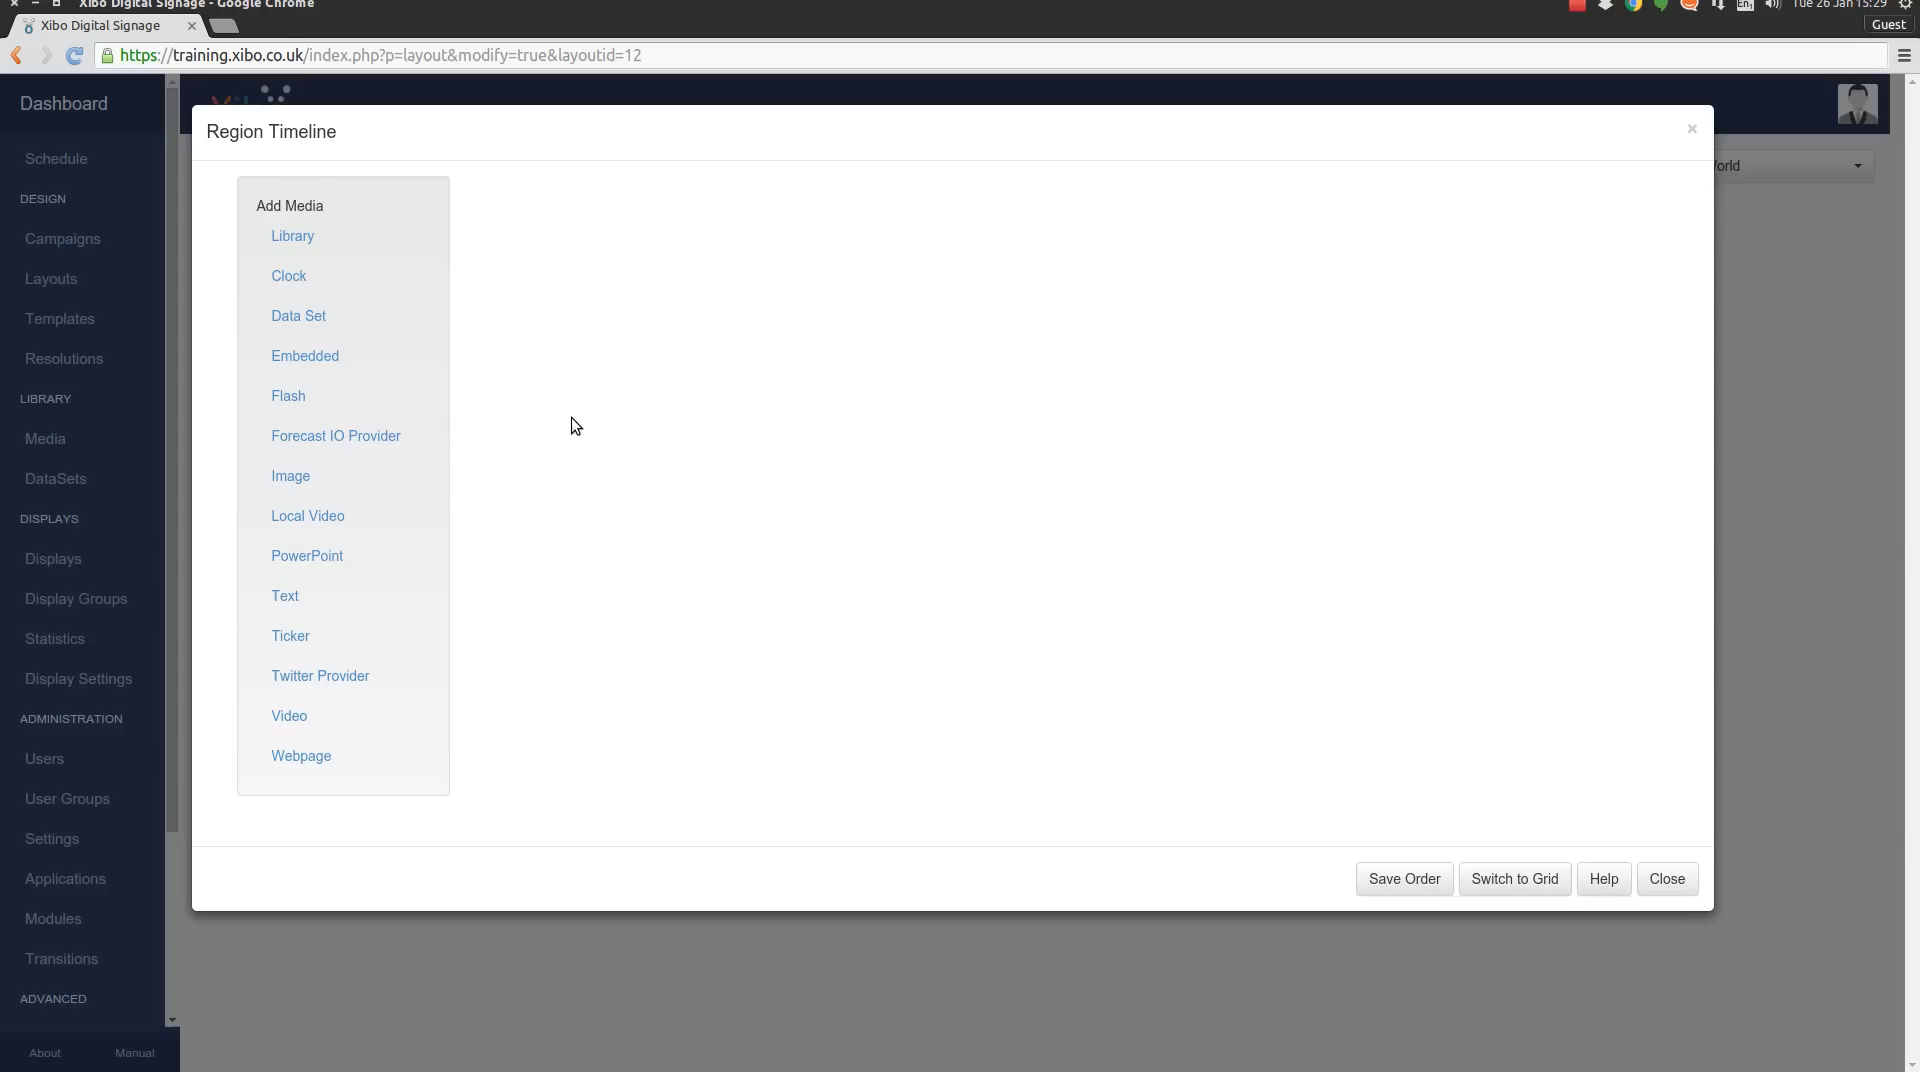 Xibo Digital Signage - Google Chrome
En1
Tue 26 Jan 15:29
Xibo Digital Signage
Guest
https://training.xibo.co.uk/index.php?p=layout&modify=true&layoutid=12
Dashboard
Schedule
DESIGN
Campaigns
Layouts
Templates
Resolutions
LIBRARY
Media
DataSets
DISPLAYS
Displays
Display Groups
Statistics
Display Settings
ADMINISTRATION
Users
User Groups
Settings
Applications
Modules
Transitions
ADVANCED
About
Manual
Region Timeline
×
Add Media
Library
Clock
Data Set
Embedded
Flash
Forecast IO Provider
Image
Local Video
PowerPoint
Text
Ticker
Twitter Provider
Video
Webpage
Save Order
Switch to Grid
Help
Close